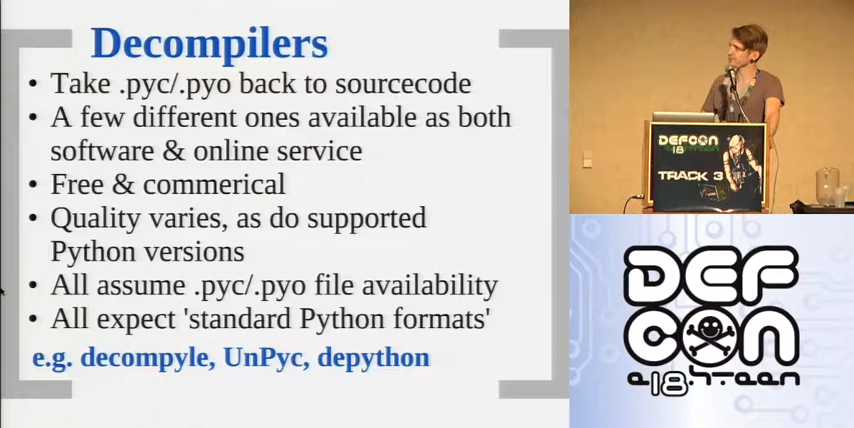 Decompilers
• Take .pyc/.pyo back to sourcecode
• A few different ones available as both
software & online service
• Free & commerical
• Quality varies, as do supported
Python versions
• All assume .pyc/.pyo file availability
• All expect 'standard Python formats'
e.g. decompyle, UnPyc, depython
DEFCON
18
TRACK 3
DEF
CON
e18hteen